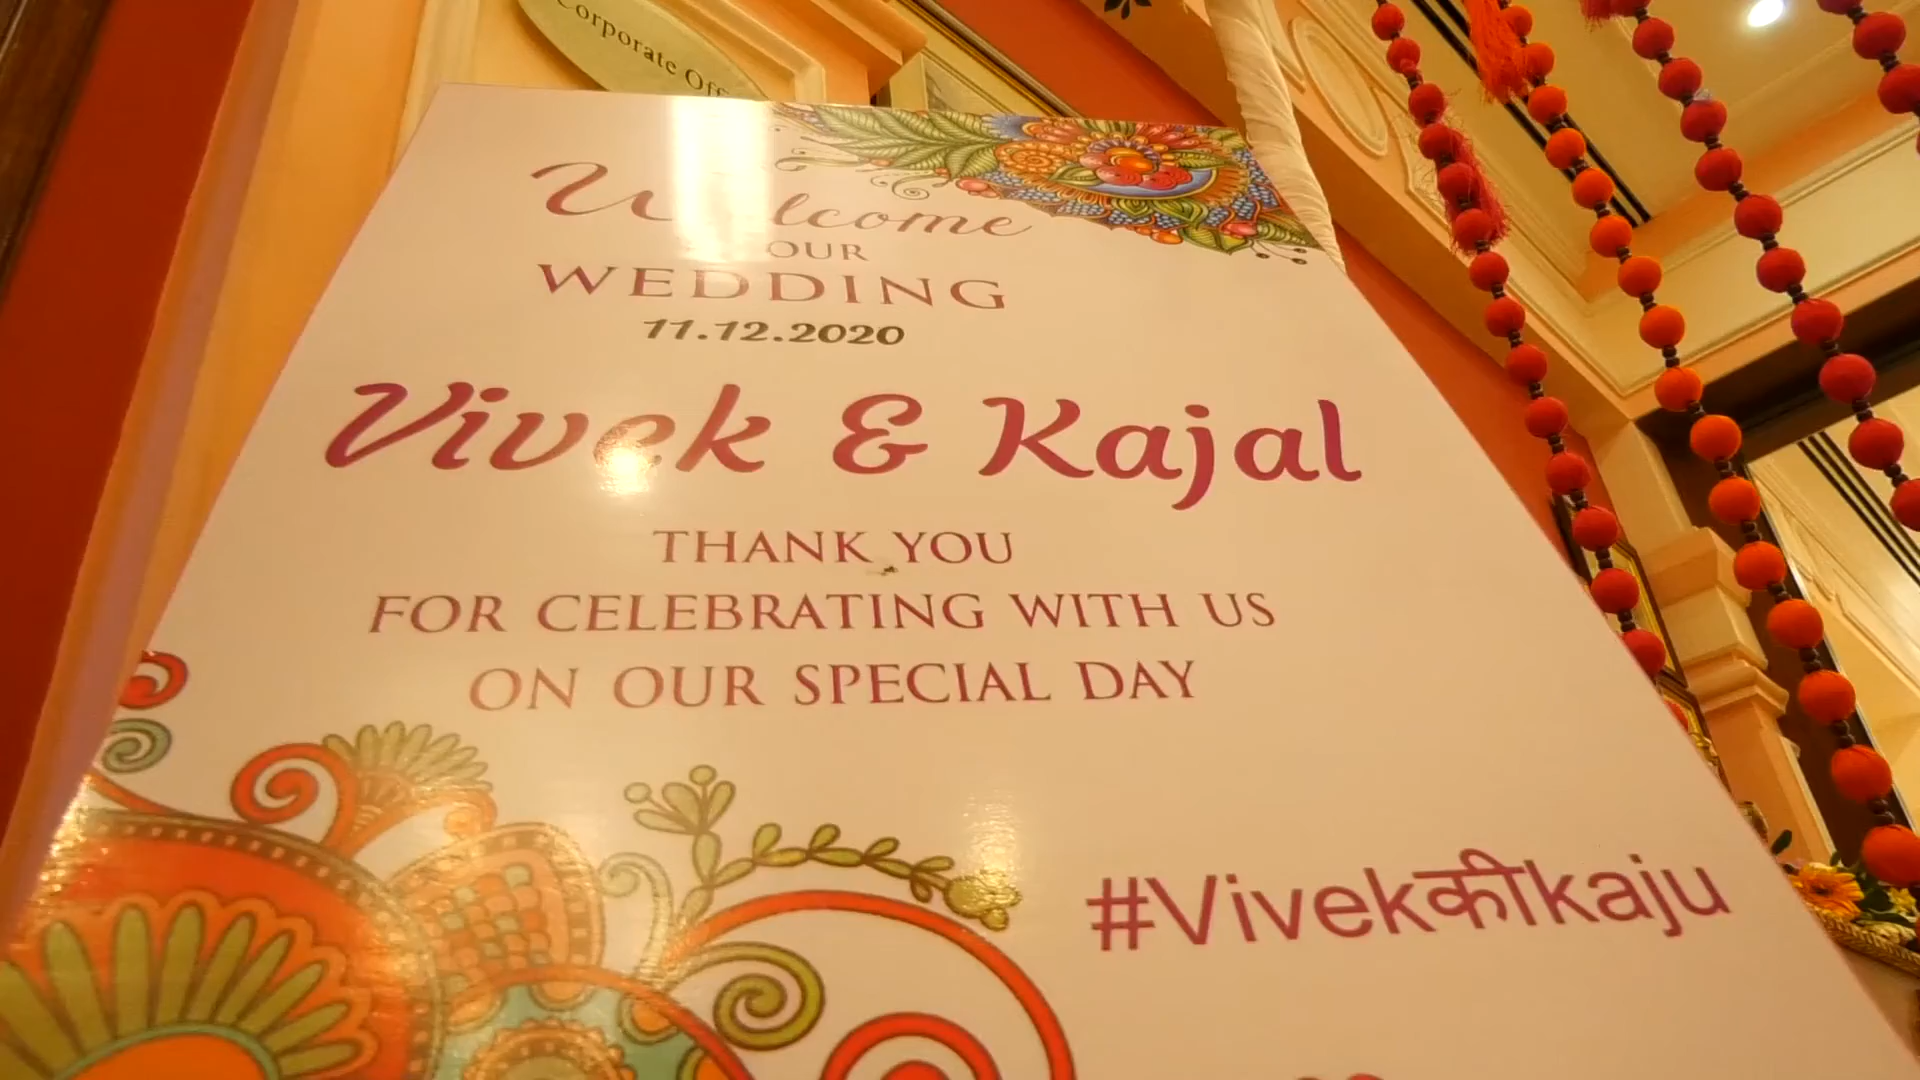 Corporate
Welcome
OUR
WEDDING
11.12.2020
Vivek & Kajal
THANK YOU
FOR CELEBRATING WITH US
ON OUR SPECIAL DAY
#Vivekकीkaju